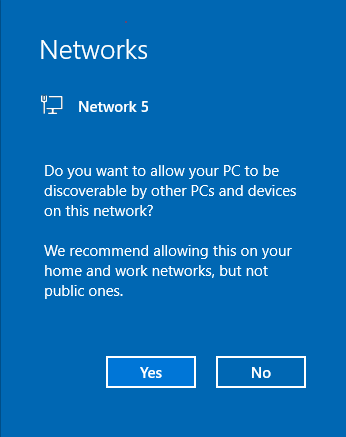 Networks
Network 5
Do you want to allow your PC to be
discoverable by other PCs and devices
on this network?
We recommend allowing this on your
home and work networks, but not
public ones.
Yes
No